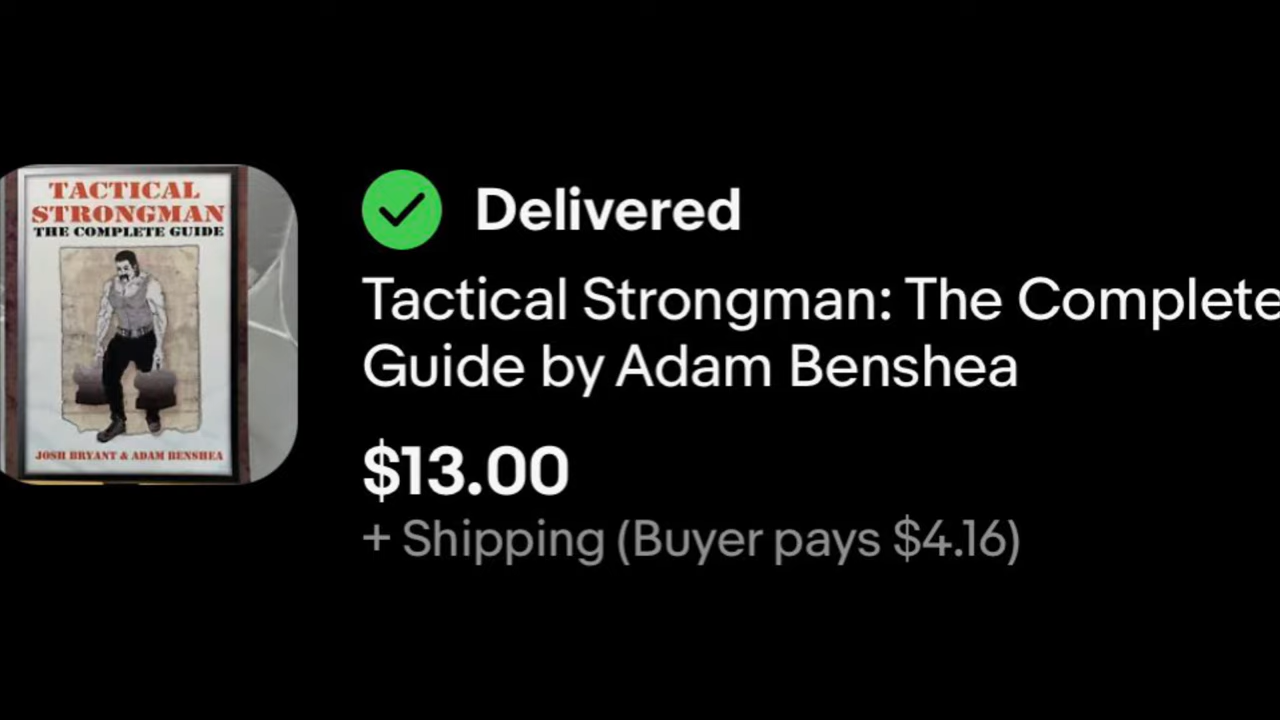 TACTICAL
STRONGMAN
THE COMPLETE GUIDE
JOSH BRYANT & ADAM BENSHEA
Delivered
Tactical Strongman: The Complete
Guide by Adam Benshea
$13.00
+ Shipping (Buyer pays $4.16)